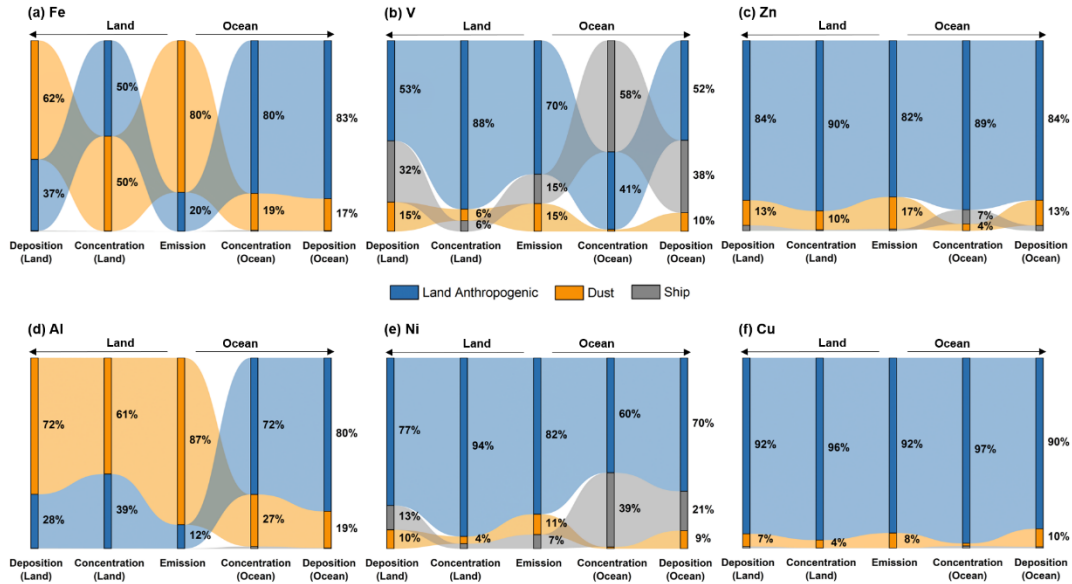 (a) Fe
Land
Ocean
62%
37%
50%
50%
80%
20%
80%
19%
83%
17%
Deposition
(Land)
Concentration
(Land)
Emission
Concentration
(Ocean)
Deposition
(Ocean)
(b) V
Land
Ocean
53%
32%
15%
88%
6%
6%
70%
15%
15%
58%
41%
52%
38%
10%
Deposition
(Land)
Concentration
(Land)
Emission
Concentration
(Ocean)
Deposition
(Ocean)
(c) Zn
Land
Ocean
84%
13%
90%
10%
82%
17%
89%
7%
4%
84%
13%
Deposition
(Land)
Concentration
(Land)
Emission
Concentration
(Ocean)
Deposition
(Ocean)
Land Anthropogenic
Dust
Ship
(d) Al
Land
Ocean
72%
28%
61%
39%
87%
12%
72%
27%
80%
19%
Deposition
(Land)
Concentration
(Land)
Emission
Concentration
(Ocean)
Deposition
(Ocean)
(e) Ni
Land
Ocean
77%
13%
10%
94%
4%
82%
11%
7%
60%
39%
70%
21%
9%
Deposition
(Land)
Concentration
(Land)
Emission
Concentration
(Ocean)
Deposition
(Ocean)
(f) Cu
Land
Ocean
92%
7%
96%
4%
92%
8%
97%
90%
10%
Deposition
(Land)
Concentration
(Land)
Emission
Concentration
(Ocean)
Deposition
(Ocean)